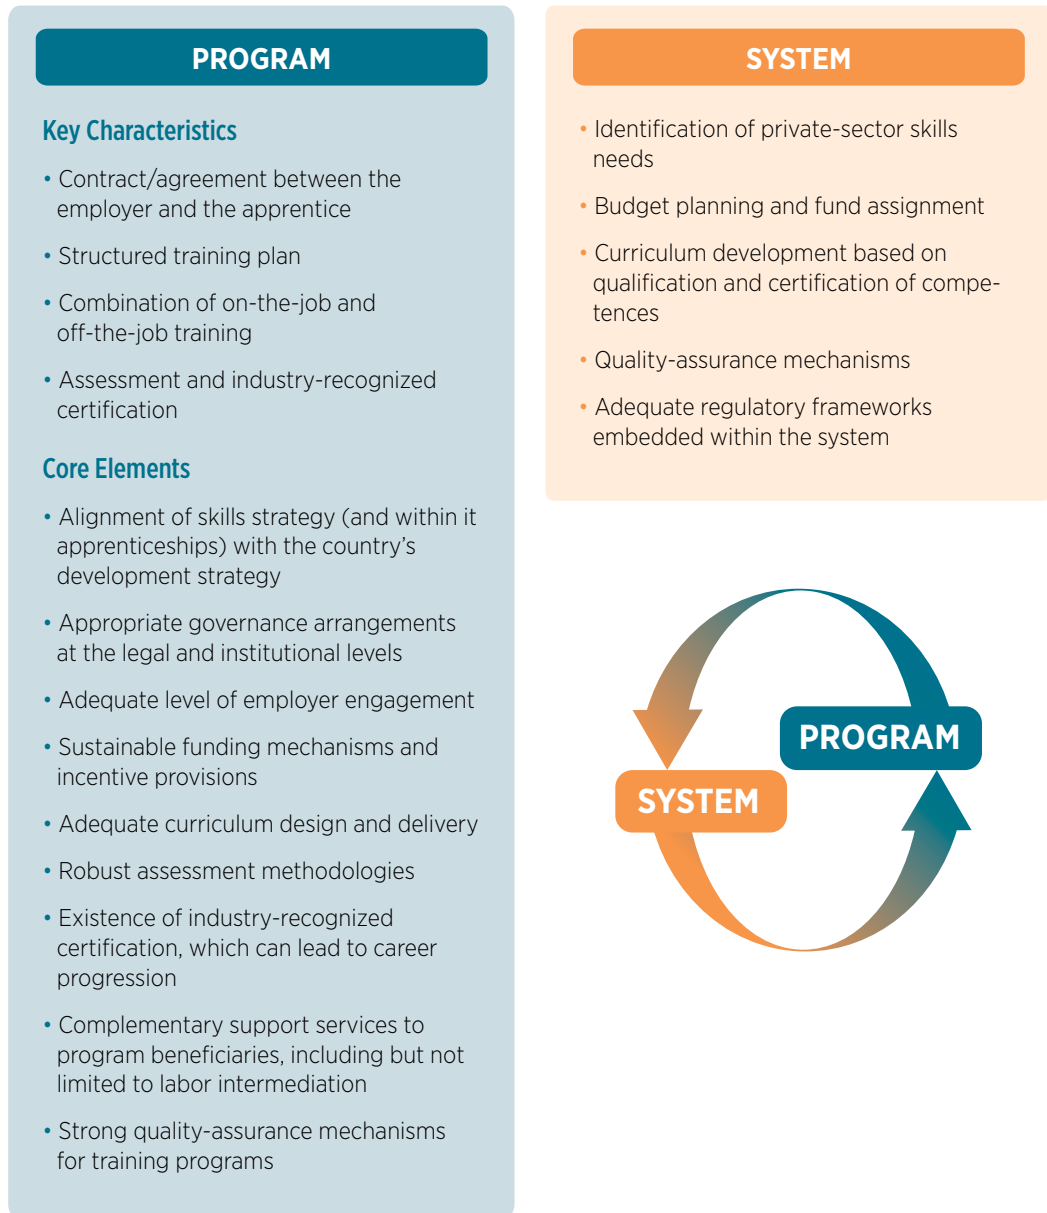 PROGRAM
Key Characteristics
• Contract/agreement between the
employer and the apprentice
• Structured training plan
• Combination of on-the-job and
off-the-job training
• Assessment and industry-recognized
certification
Core Elements
• Alignment of skills strategy (and within it
apprenticeships) with the country’s
development strategy
• Appropriate governance arrangements
at the legal and institutional levels
• Adequate level of employer engagement
• Sustainable funding mechanisms and
incentive provisions
• Adequate curriculum design and delivery
• Robust assessment methodologies
• Existence of industry-recognized
certification, which can lead to career
progression
• Complementary support services to
program beneficiaries, including but not
limited to labor intermediation
• Strong quality-assurance mechanisms
for training programs
SYSTEM
• Identification of private-sector skills
needs
• Budget planning and fund assignment
• Curriculum development based on
qualification and certification of compe-
tences
• Quality-assurance mechanisms
• Adequate regulatory frameworks
embedded within the system
PROGRAM
SYSTEM